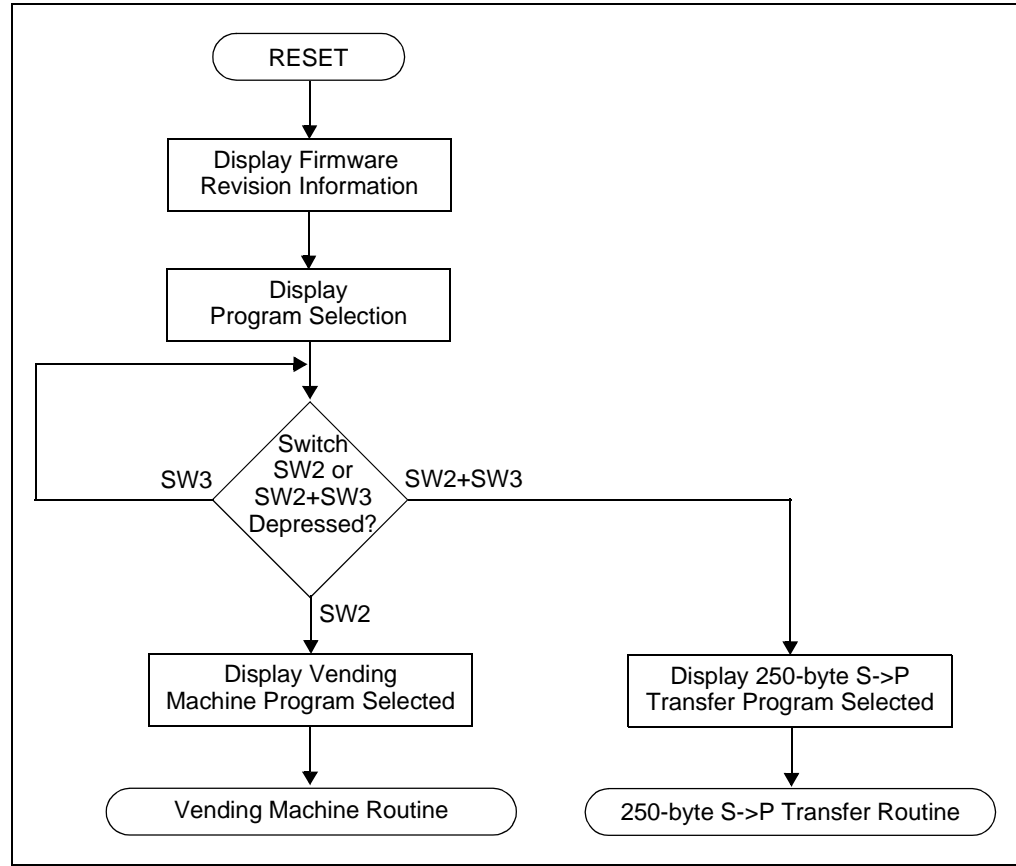 RESET
Display Firmware
Revision Information
Display
Program Selection
Switch
SW2 or
SW2+SW3
Depressed?
SW3
SW2+SW3
SW2
Display Vending
Machine Program Selected
Display 250-byte S->P
Transfer Program Selected
Vending Machine Routine
250-byte S->P Transfer Routine